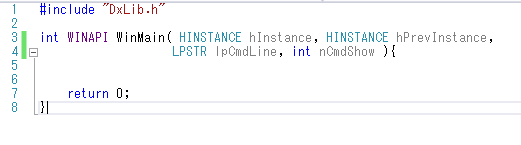 1 #include "DxLib.h"
2
3 int WINAPI WinMain( HINSTANCE hInstance, HINSTANCE hPrevInstance,
4 LPSTR lpCmdLine, int nCmdShow ){
5
6
7 return 0;
8 }